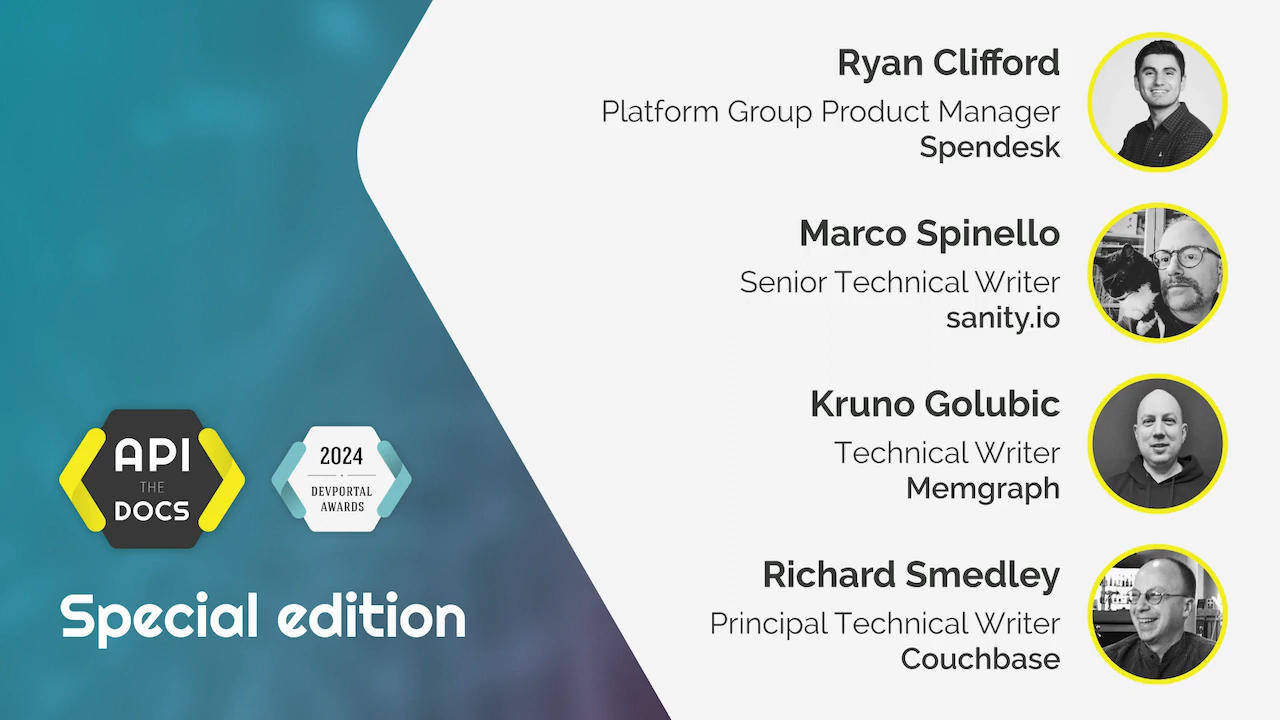 Ryan Clifford
Platform Group Product Manager
Spendesk
Marco Spinello
Senior Technical Writer
sanity.io
Kruno Golubic
Technical Writer
Memgraph
Richard Smedley
Principal Technical Writer
Couchbase
API
THE
DOCS
2024
DEVPORTAL
AWARDS
Special edition